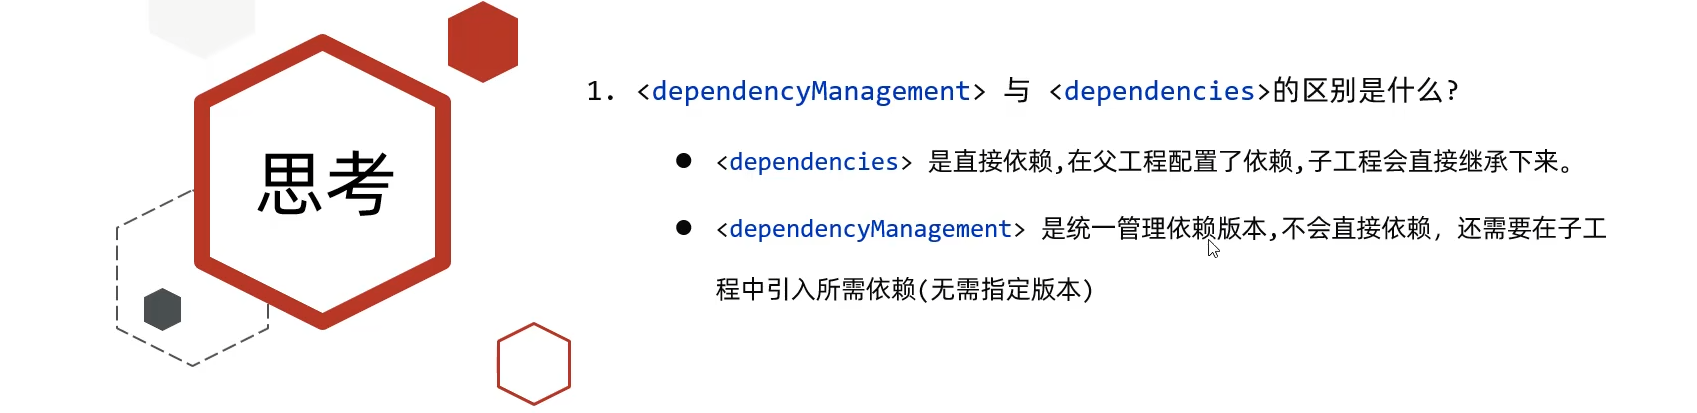 思考
1. <dependencyManagement> 与 <dependencies>的区别是什么?
● <dependencies> 是直接依赖,在父工程配置了依赖,子工程会直接继承下来。
● <dependencyManagement> 是统一管理依赖版本,不会直接依赖，还需要在子工
程中引入所需依赖(无需指定版本)